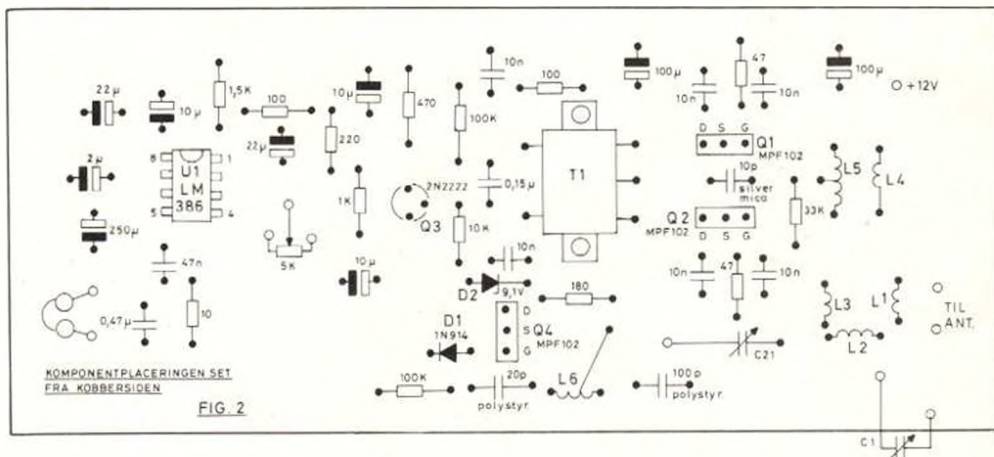 22µ
10µ
1,5K
100
10µ
470
10n
100
100µ
47
10n
10n
100µ
+12V
2µ
8
1
U1
LM
386
5
4
22µ
220
100K
D S G
Q1
MPF102
10p
silver
mica
L5
L4
T1
250µ
1K
2N2222
Q3
0,15µ
10K
Q2
MPF102
D S G
33K
5K
47n
10µ
10n
D2
9,1V
180
10n
47
10n
L3
L1
L2
TIL
ANT.
0,47µ
10
D1
1N914
D
S
G
Q4
MPF102
C21
KOMPONENTPLACERINGEN SET
FRA KOBBERSIDEN
FIG. 2
100K
20p
polystyr.
L6
100p
polystyr.
C1